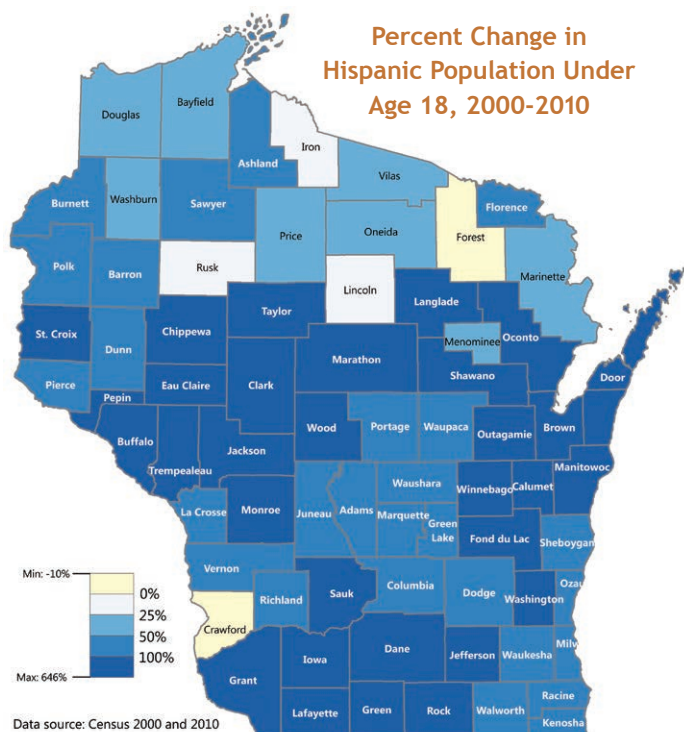 Percent Change in
Hispanic Population Under
Age 18, 2000-2010
Douglas
Bayfield
Ashland
Iron
Vilas
Burnett
Washburn
Sawyer
Price
Oneida
Forest
Florence
Marinette
Polk
Barron
Rusk
Lincoln
Langlade
Taylor
St. Croix
Dunn
Chippewa
Menominee
Oconto
Marathon
Pierce
Eau Claire
Clark
Shawano
Door
Pepin
Buffalo
Trempealeau
Jackson
Wood
Portage
Waupaca
Outagamie
Brown
Manitowoc
La Crosse
Monroe
Juneau
Adams
Waushara
Marquette
Green
Lake
Winnebago
Calumet
Fond du Lac
Sheboygan
Vernon
Richland
Sauk
Columbia
Dodge
Washington
Ozau
Crawford
Grant
Iowa
Dane
Jefferson
Waukesha
Milw
Lafayette
Green
Rock
Walworth
Racine
Kenosha
Min: -10%
0%
25%
50%
100%
Max: 646%
Data source: Census 2000 and 2010